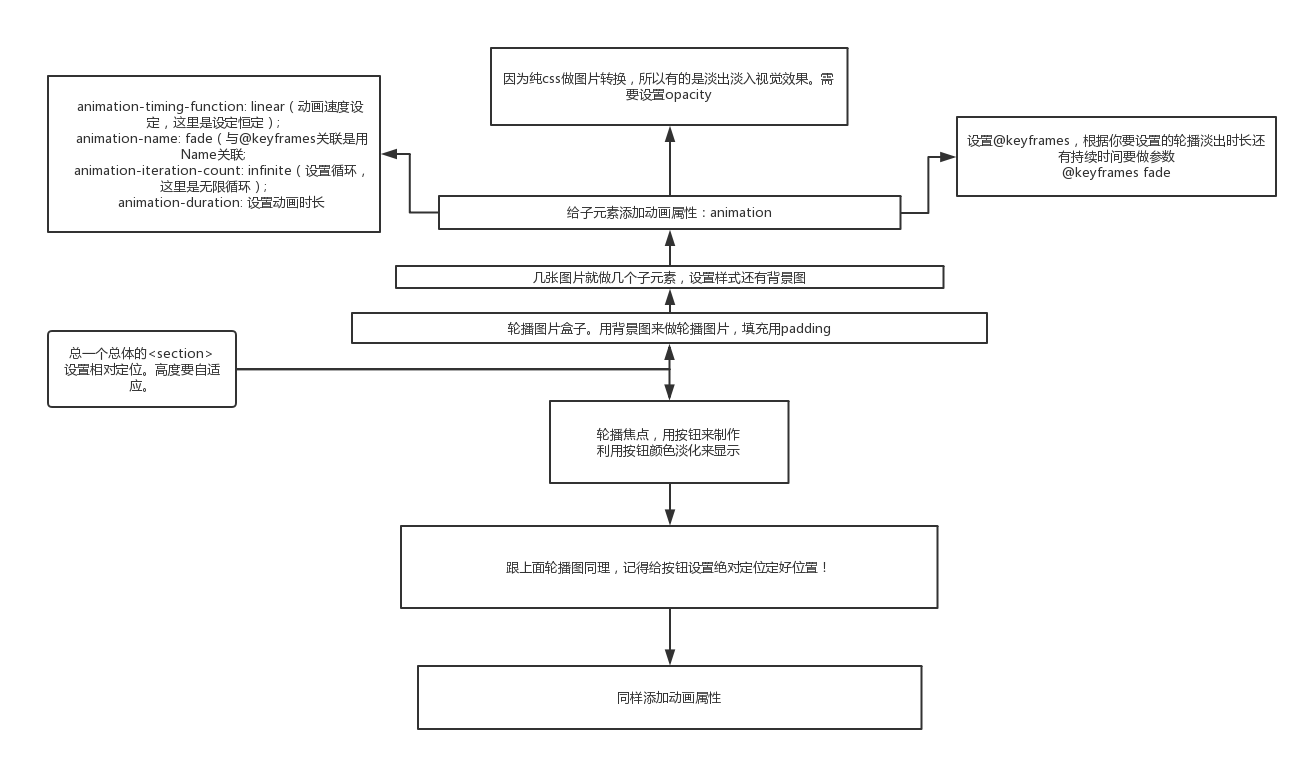 因为纯css做图片转换，所以有的是淡出淡入视觉效果。需
要设置opacity
animation-timing-function: linear（动画速度设
定，这里是设定恒定）;
animation-name: fade（与@keyframes关联是用
Name关联;
animation-iteration-count: infinite（设置循环，
这里是无限循环）;
animation-duration: 设置动画时长
设置@keyframes，根据你要设置的轮播淡出时长还
有持续时间要做参数
@keyframes fade
给子元素添加动画属性：animation
几张图片就做几个子元素，设置样式还有背景图
轮播图片盒子。用背景图来做轮播图片，填充用padding
总一个总体的<section>
设置相对定位。高度要自适
应。
轮播焦点，用按钮来制作
利用按钮颜色淡化来显示
跟上面轮播图同理，记得给按钮设置绝对定位定好位置！
同样添加动画属性